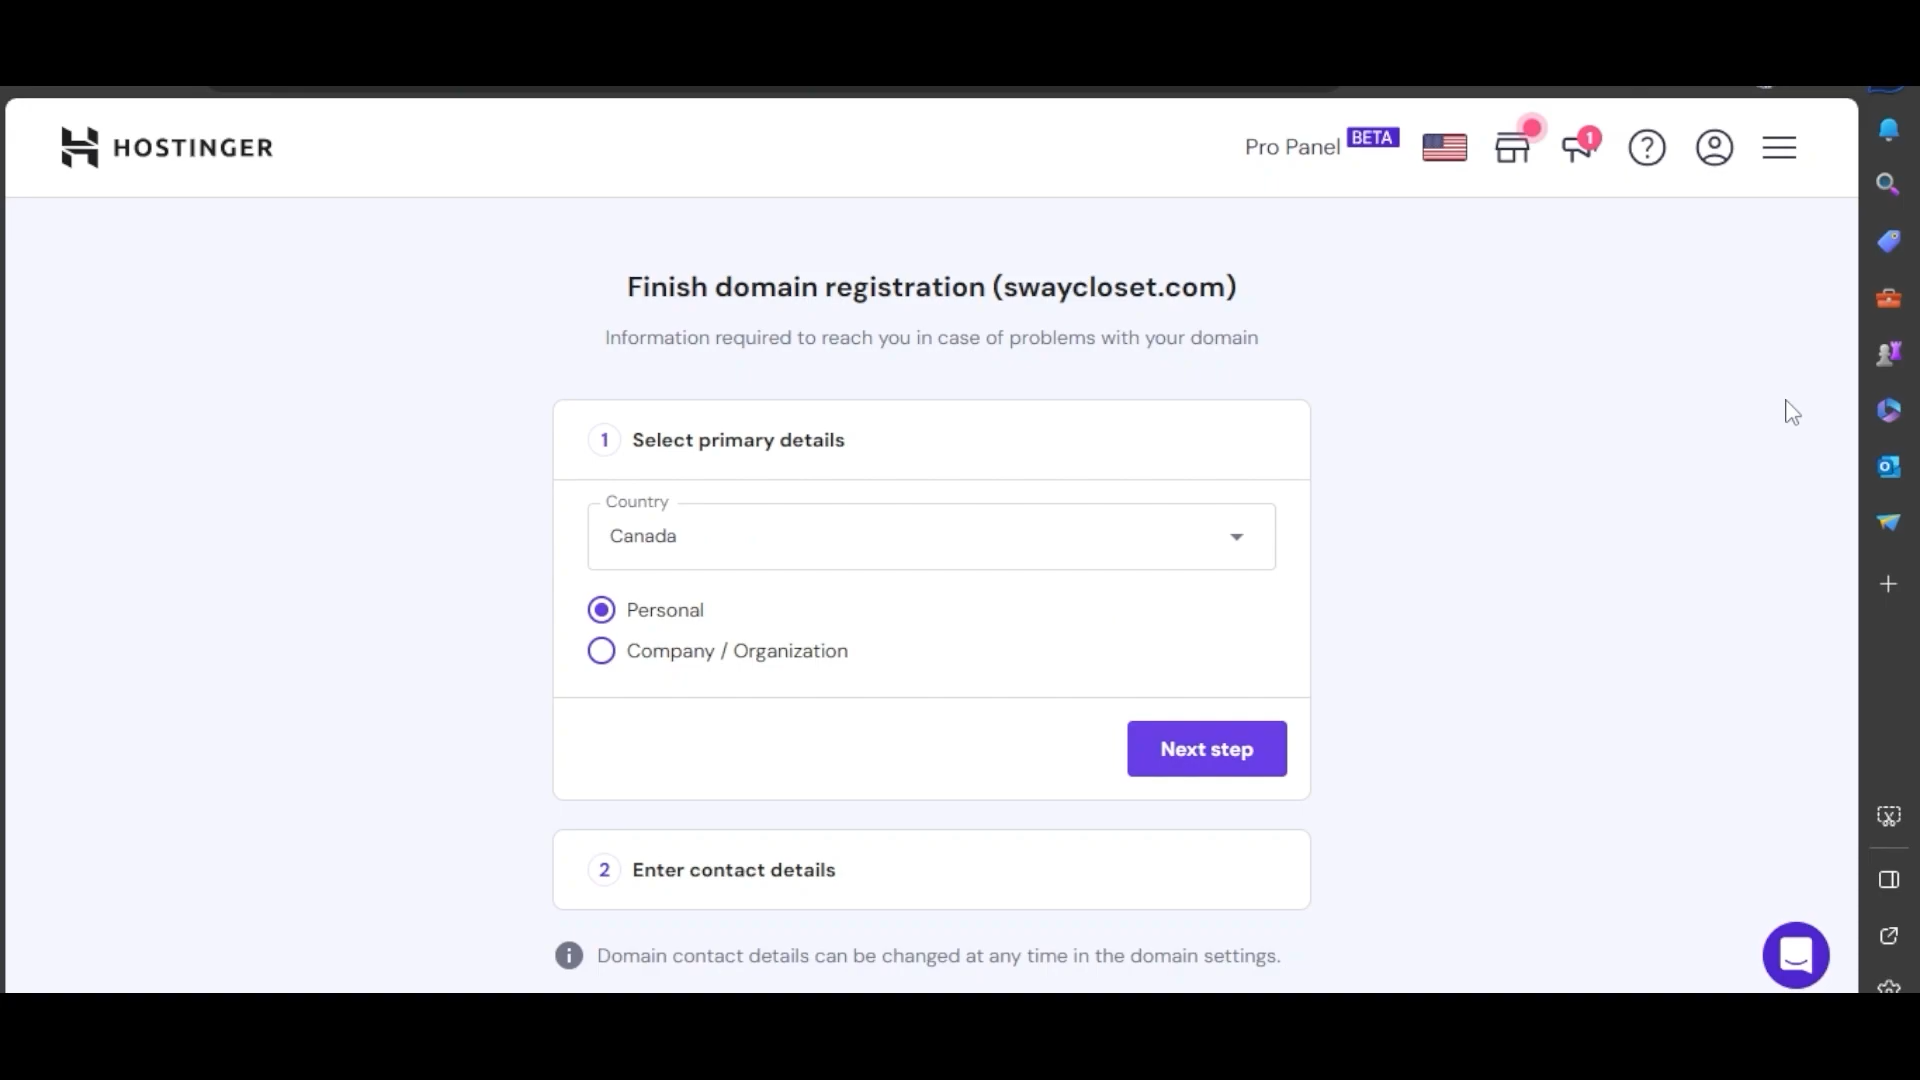 HOSTINGER
Pro Panel BETA
1
Finish domain registration (swaycloset.com)
Information required to reach you in case of problems with your domain
1 Select primary details
Country
Canada
Personal
Company / Organization
Next step
2 Enter contact details
Domain contact details can be changed at any time in the domain settings.